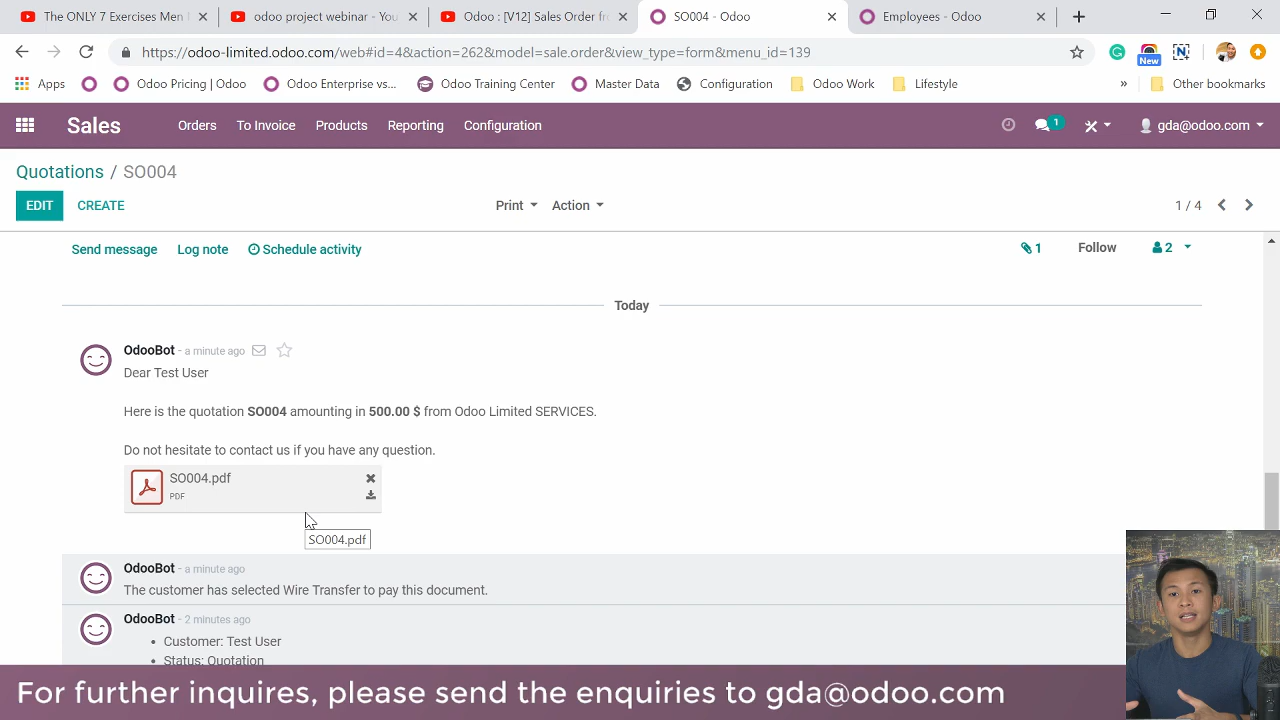 The ONLY 7 Exercises Men
odoo project webinar - You
Odoo : [V12] Sales Order fr
SO004 - Odoo
Employees - Odoo
https://odoo-limited.odoo.com/web#id=4&action=262&model=sale.order&view_type=form&menu_id=139
New
Apps
Odoo Pricing | Odoo
Odoo Enterprise vs...
Odoo Training Center
Master Data
Configuration
Odoo Work
Lifestyle
»
Other bookmarks
Sales
Orders
To Invoice
Products
Reporting
Configuration
1
gda@odoo.com
Quotations / SO004
EDIT
CREATE
Print
Action
1 / 4
Send message
Log note
Schedule activity
1
Follow
2
Today
OdooBot - a minute ago
Dear Test User
Here is the quotation SO004 amounting in 500.00 $ from Odoo Limited SERVICES.
Do not hesitate to contact us if you have any question.
SO004.pdf
PDF
SO004.pdf
OdooBot - a minute ago
The customer has selected Wire Transfer to pay this document.
OdooBot - 2 minutes ago
• Customer: Test User
• Status: Quotation
For further inquires, please send the enquiries to gda@odoo.com